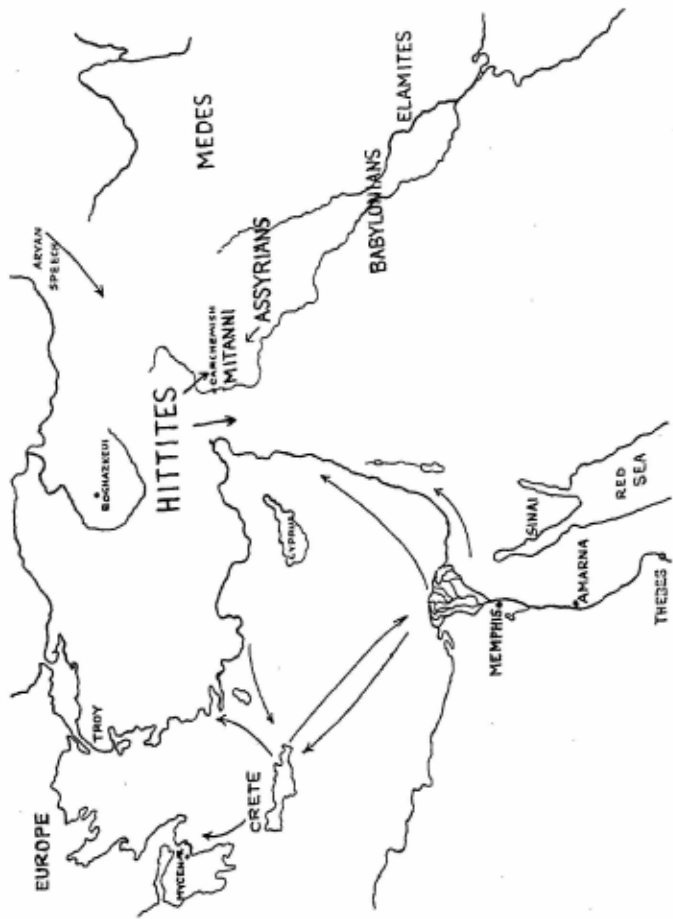 EUROPE
TROY
MYCENAE
CRETE
BOGHAZKEUI
ARYAN
SPEECH
HITTITES
CARCHEMISH
MITANNI
ASSYRIANS
MEDES
BABYLONIANS
ELAMITES
CYPRUS
MEMPHIS
AMARNA
THEBES
SINAI
RED
SEA